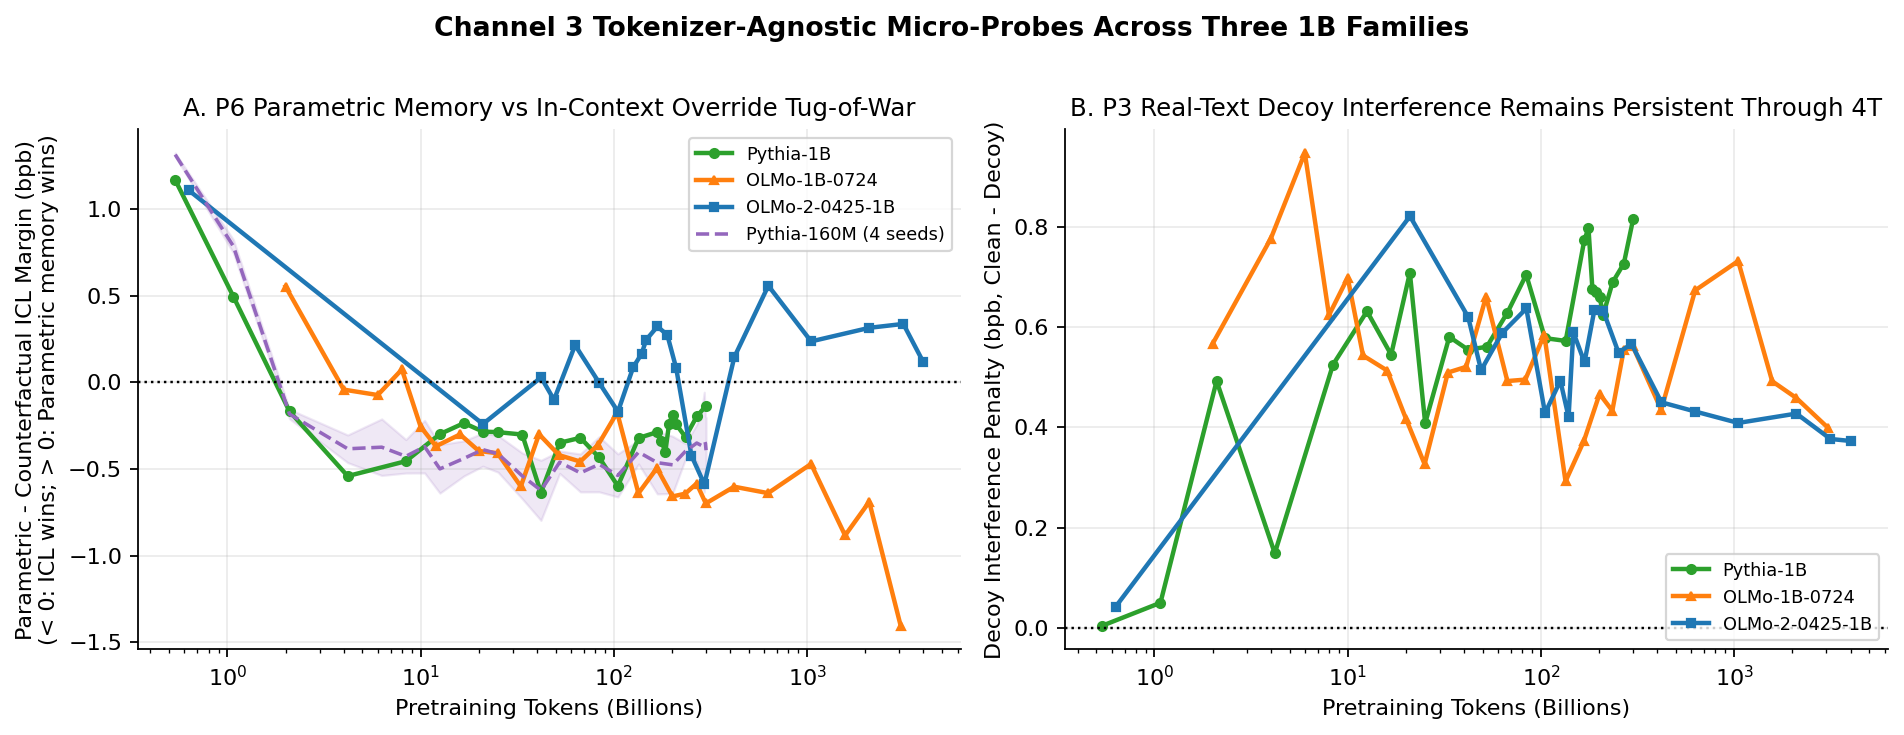 Channel 3 Tokenizer-Agnostic Micro-Probes Across Three 1B Families
A. P6 Parametric Memory vs In-Context Override Tug-of-War
Parametric - Counterfactual ICL Margin (bpb)
(< 0: ICL wins; > 0: Parametric memory wins)
1.0
0.5
0.0
−0.5
−1.0
−1.5
Pythia-1B
OLMo-1B-0724
OLMo-2-0425-1B
Pythia-160M (4 seeds)
10⁰
10¹
10²
10³
Pretraining Tokens (Billions)
B. P3 Real-Text Decoy Interference Remains Persistent Through 4T
Decoy Interference Penalty (bpb, Clean - Decoy)
0.8
0.6
0.4
0.2
0.0
Pythia-1B
OLMo-1B-0724
OLMo-2-0425-1B
10⁰
10¹
10²
10³
Pretraining Tokens (Billions)